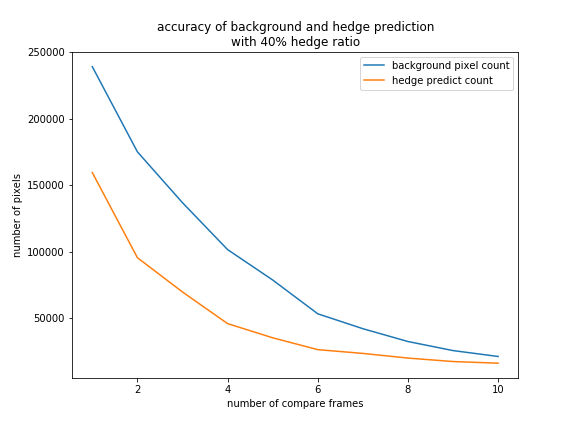 accuracy of background and hedge prediction
with 40% hedge ratio
250000
200000
150000
100000
50000
number of pixels
background pixel count
hedge predict count
2
4
6
8
10
number of compare frames